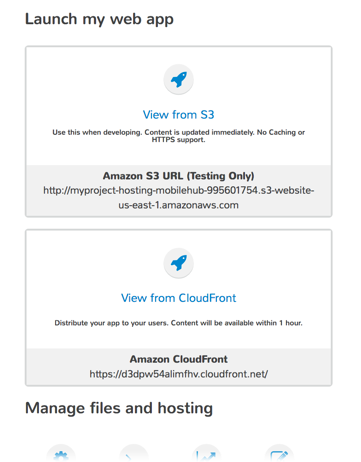 Launch my web app
View from S3
Use this when developing. Content is updated immediately. No Caching or
HTTPS support.
Amazon S3 URL (Testing Only)
http://myproject-hosting-mobilehub-995601754.s3-website-
us-east-1.amazonaws.com
View from CloudFront
Distribute your app to your users. Content will be available within 1 hour.
Amazon CloudFront
https://d3dpw54alimfhv.cloudfront.net/
Manage files and hosting